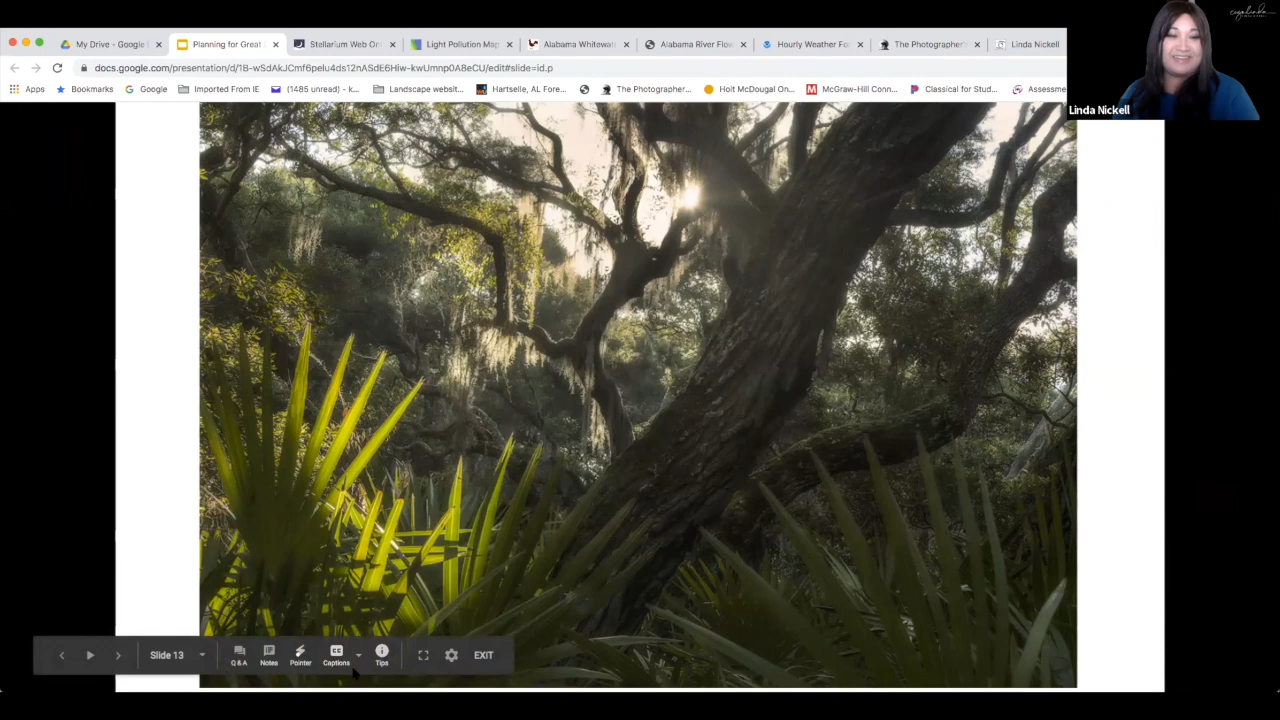 My Drive - Google
Planning for Great
Stellarium Web On
Light Pollution Map
Alabama Whitewat
Alabama River Flow
Hourly Weather For
The Photographer's
Linda Nickell
docs.google.com/presentation/d/1B-wSdAkJCmf6pelu4ds12nASdE6Hiw-kwUmnp0A8eCU/edit#slide=id.p
Apps
Bookmarks
Google
Imported From IE
(1485 unread) - k...
Landscape websit...
Hartselle, AL Fore...
The Photographer...
Holt McDougal On...
McGraw-Hill Conn...
Classical for Stud...
Assessme
Linda Nickell
Slide 13
Q & A
Notes
CC
Pointer
Captions
Tips
EXIT